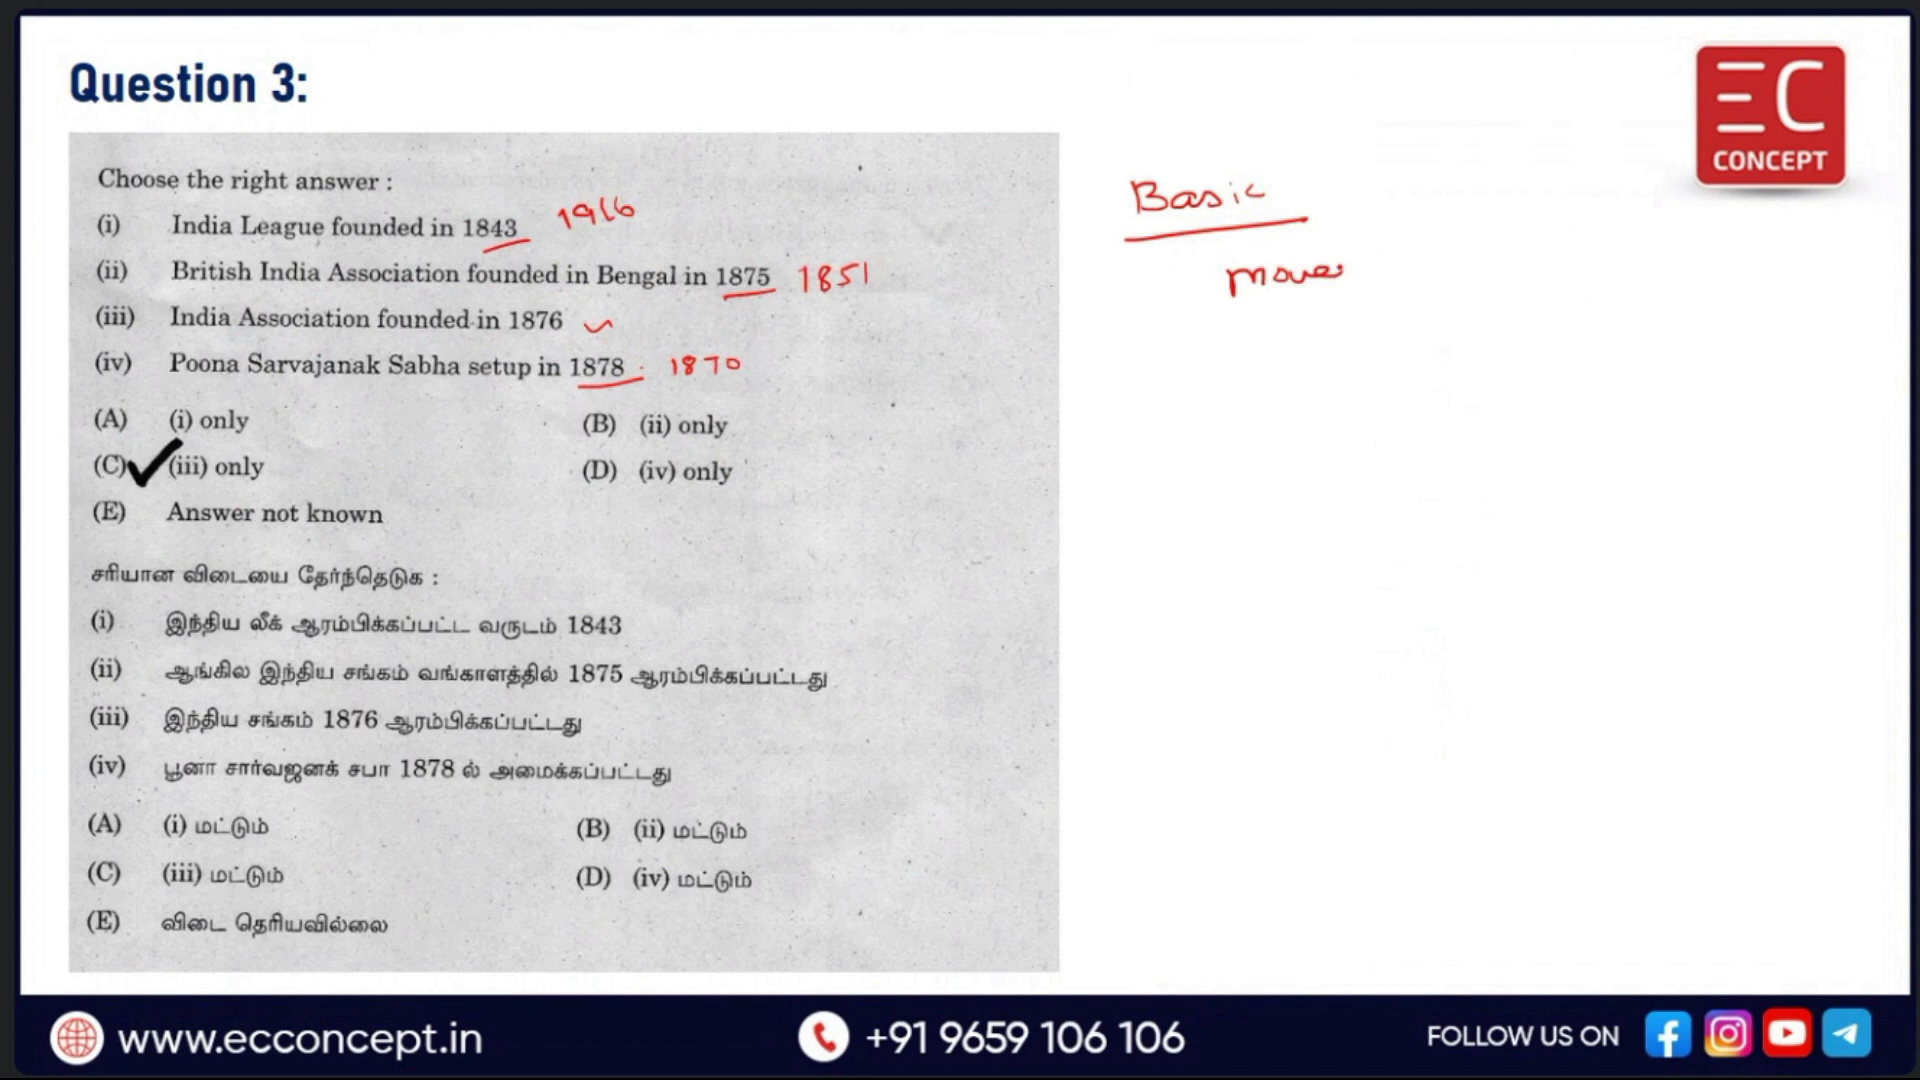 Question 3:
EC
CONCEPT
Choose the right answer :
(i) India League founded in 1843 1916
(ii) British India Association founded in Bengal in 1875 1851
(iii) India Association founded in 1876
(iv) Poona Sarvajanak Sabha setup in 1878 1870
(A) (i) only (B) (ii) only
(C) (iii) only (D) (iv) only
(E) Answer not known
Basic
move
சரியான விடையை தேர்ந்தெடுக :
(i) இந்திய லீக் ஆரம்பிக்கப்பட்ட வருடம் 1843
(ii) ஆங்கில இந்திய சங்கம் வங்காளத்தில் 1875 ஆரம்பிக்கப்பட்டது
(iii) இந்திய சங்கம் 1876 ஆரம்பிக்கப்பட்டது
(iv) பூனா சார்வஜனக் சபா 1878 ல் அமைக்கப்பட்டது
(A) (i) மட்டும் (B) (ii) மட்டும்
(C) (iii) மட்டும் (D) (iv) மட்டும்
(E) விடை தெரியவில்லை
www.ecconcept.in +91 9659 106 106 FOLLOW US ON